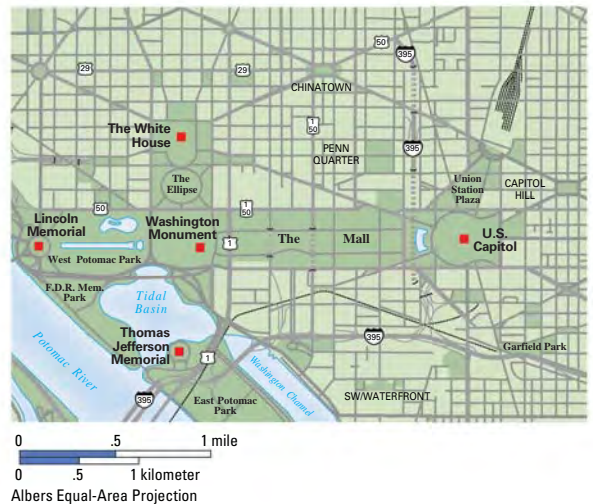 50
395
29
29
CHINATOWN
The White
House
1
50
PENN
QUARTER
395
The
Ellipse
Union
Station
Plaza
CAPITOL
HILL
50
1
50
Lincoln
Memorial
Washington
Monument
1
The Mall
U.S.
Capitol
West Potomac Park
F.D.R. Mem.
Park
Tidal
Basin
Thomas
Jefferson
Memorial
Potomac River
1
395
Garfield Park
Washington Channel
395
East Potomac
Park
SW/WATERFRONT
0 .5 1 mile
0 .5 1 kilometer
Albers Equal-Area Projection